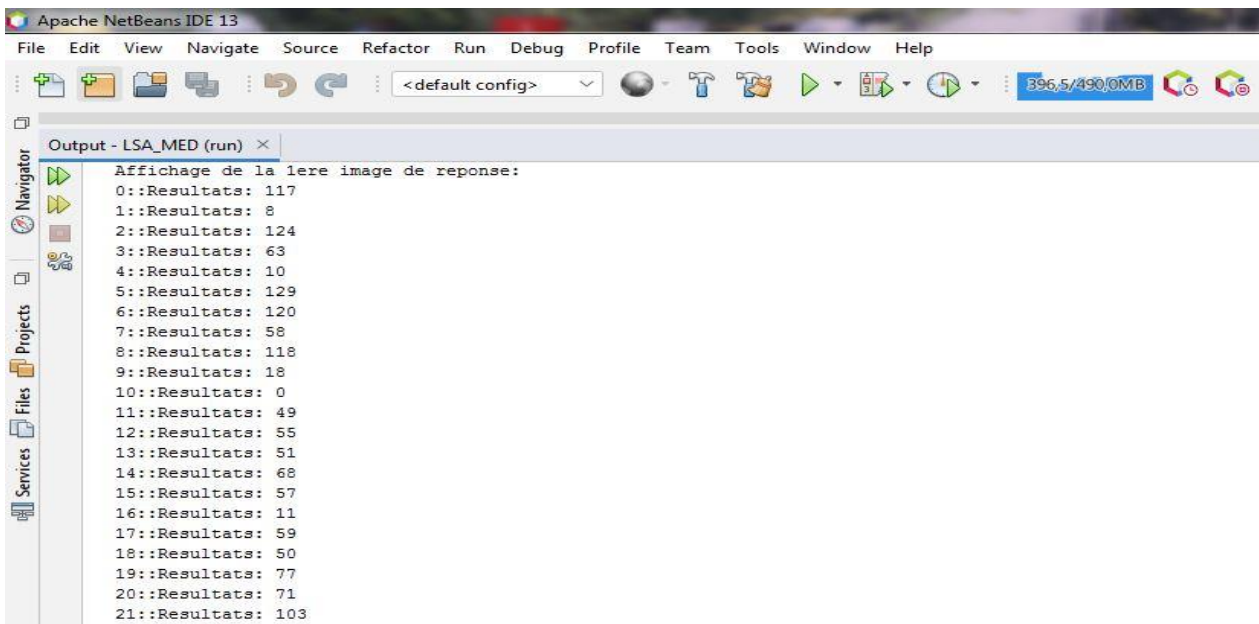 Apache NetBeans IDE 13
File Edit View Navigate Source Refactor Run Debug Profile Team Tools Window Help
<default config> 396,5/490,0MB
Output - LSA_MED (run) ×
Navigator
Projects
Files
Services
Affichage de la 1ere image de reponse:
0::Resultats: 117
1::Resultats: 8
2::Resultats: 124
3::Resultats: 63
4::Resultats: 10
5::Resultats: 129
6::Resultats: 120
7::Resultats: 58
8::Resultats: 118
9::Resultats: 18
10::Resultats: 0
11::Resultats: 49
12::Resultats: 55
13::Resultats: 51
14::Resultats: 68
15::Resultats: 57
16::Resultats: 11
17::Resultats: 59
18::Resultats: 50
19::Resultats: 77
20::Resultats: 71
21::Resultats: 103